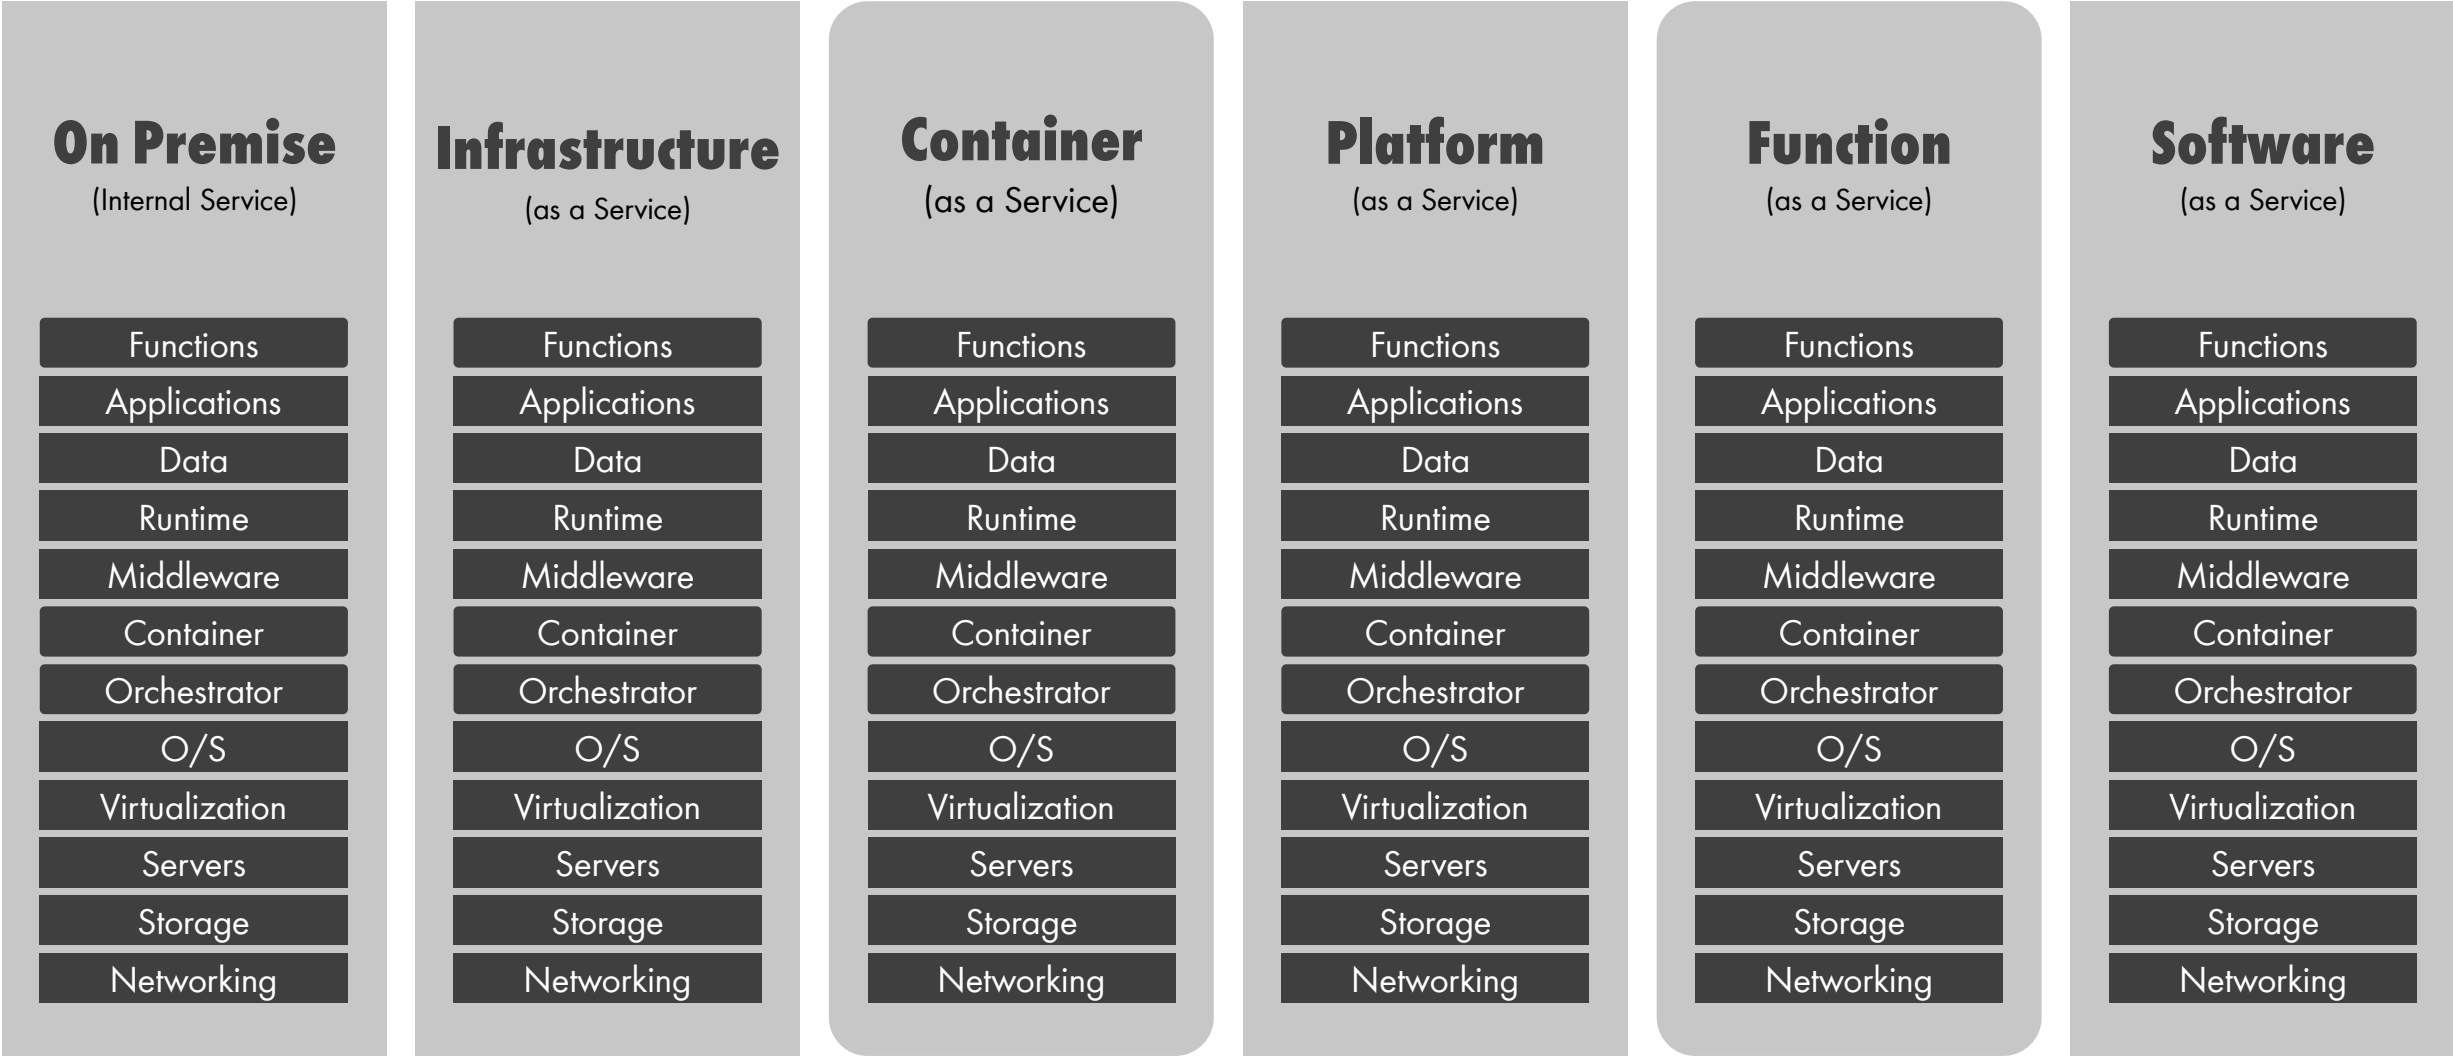 On Premise
(Internal Service)
Functions
Applications
Data
Runtime
Middleware
Container
Orchestrator
O/S
Virtualization
Servers
Storage
Networking
Infrastructure
(as a Service)
Functions
Applications
Data
Runtime
Middleware
Container
Orchestrator
O/S
Virtualization
Servers
Storage
Networking
Container
(as a Service)
Functions
Applications
Data
Runtime
Middleware
Container
Orchestrator
O/S
Virtualization
Servers
Storage
Networking
Platform
(as a Service)
Functions
Applications
Data
Runtime
Middleware
Container
Orchestrator
O/S
Virtualization
Servers
Storage
Networking
Function
(as a Service)
Functions
Applications
Data
Runtime
Middleware
Container
Orchestrator
O/S
Virtualization
Servers
Storage
Networking
Software
(as a Service)
Functions
Applications
Data
Runtime
Middleware
Container
Orchestrator
O/S
Virtualization
Servers
Storage
Networking